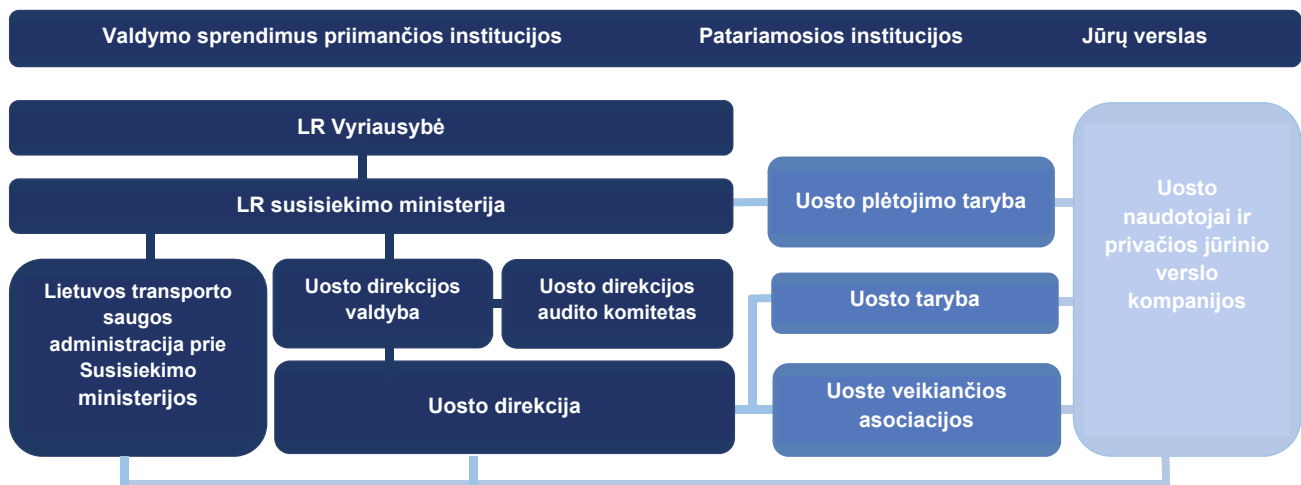 Valdymo sprendimus priimančios institucijos
Patariamosios institucijos
Jūrų verslas
LR Vyriausybė
LR susisiekimo ministerija
Uosto plėtojimo taryba
Uosto
naudotojai ir
privačios jūrinio
verslo
kompanijos
Lietuvos transporto
saugos
administracija prie
Susisiekimo
ministerijos
Uosto direkcijos
valdyba
Uosto direkcijos
audito komitetas
Uosto taryba
Uosto direkcija
Uoste veikiančios
asociacijos